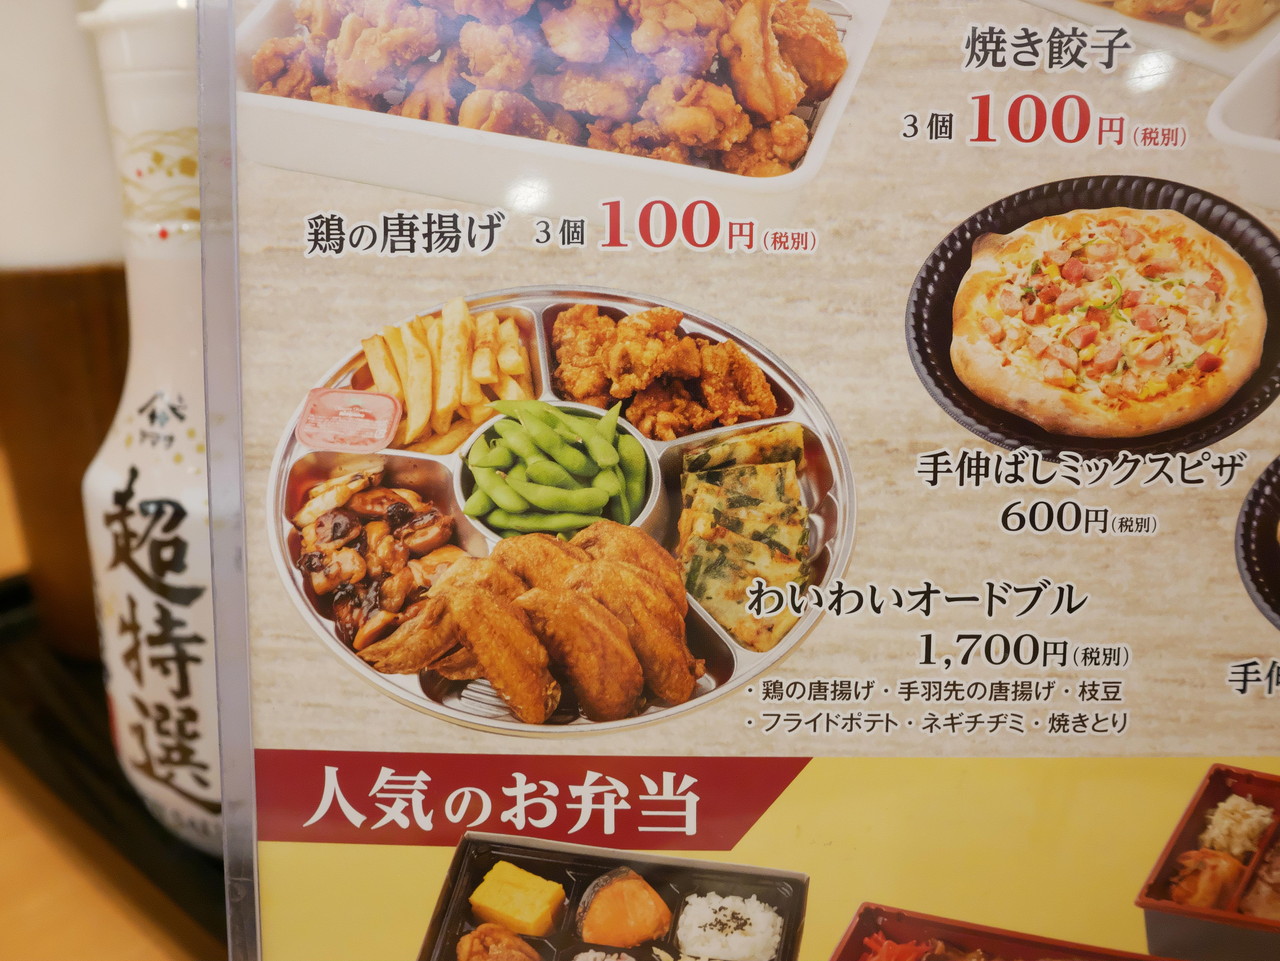 焼き餃子
3個 100円(税別)
鶏の唐揚げ 3個 100円(税別)
手伸ばしミックスピザ
600円(税別)
わいわいオードブル
1,700円(税別)
・鶏の唐揚げ・手羽先の唐揚げ・枝豆
・フライドポテト・ネギチヂミ・焼きとり
手伸
人気のお弁当
ヤマサ
超特選